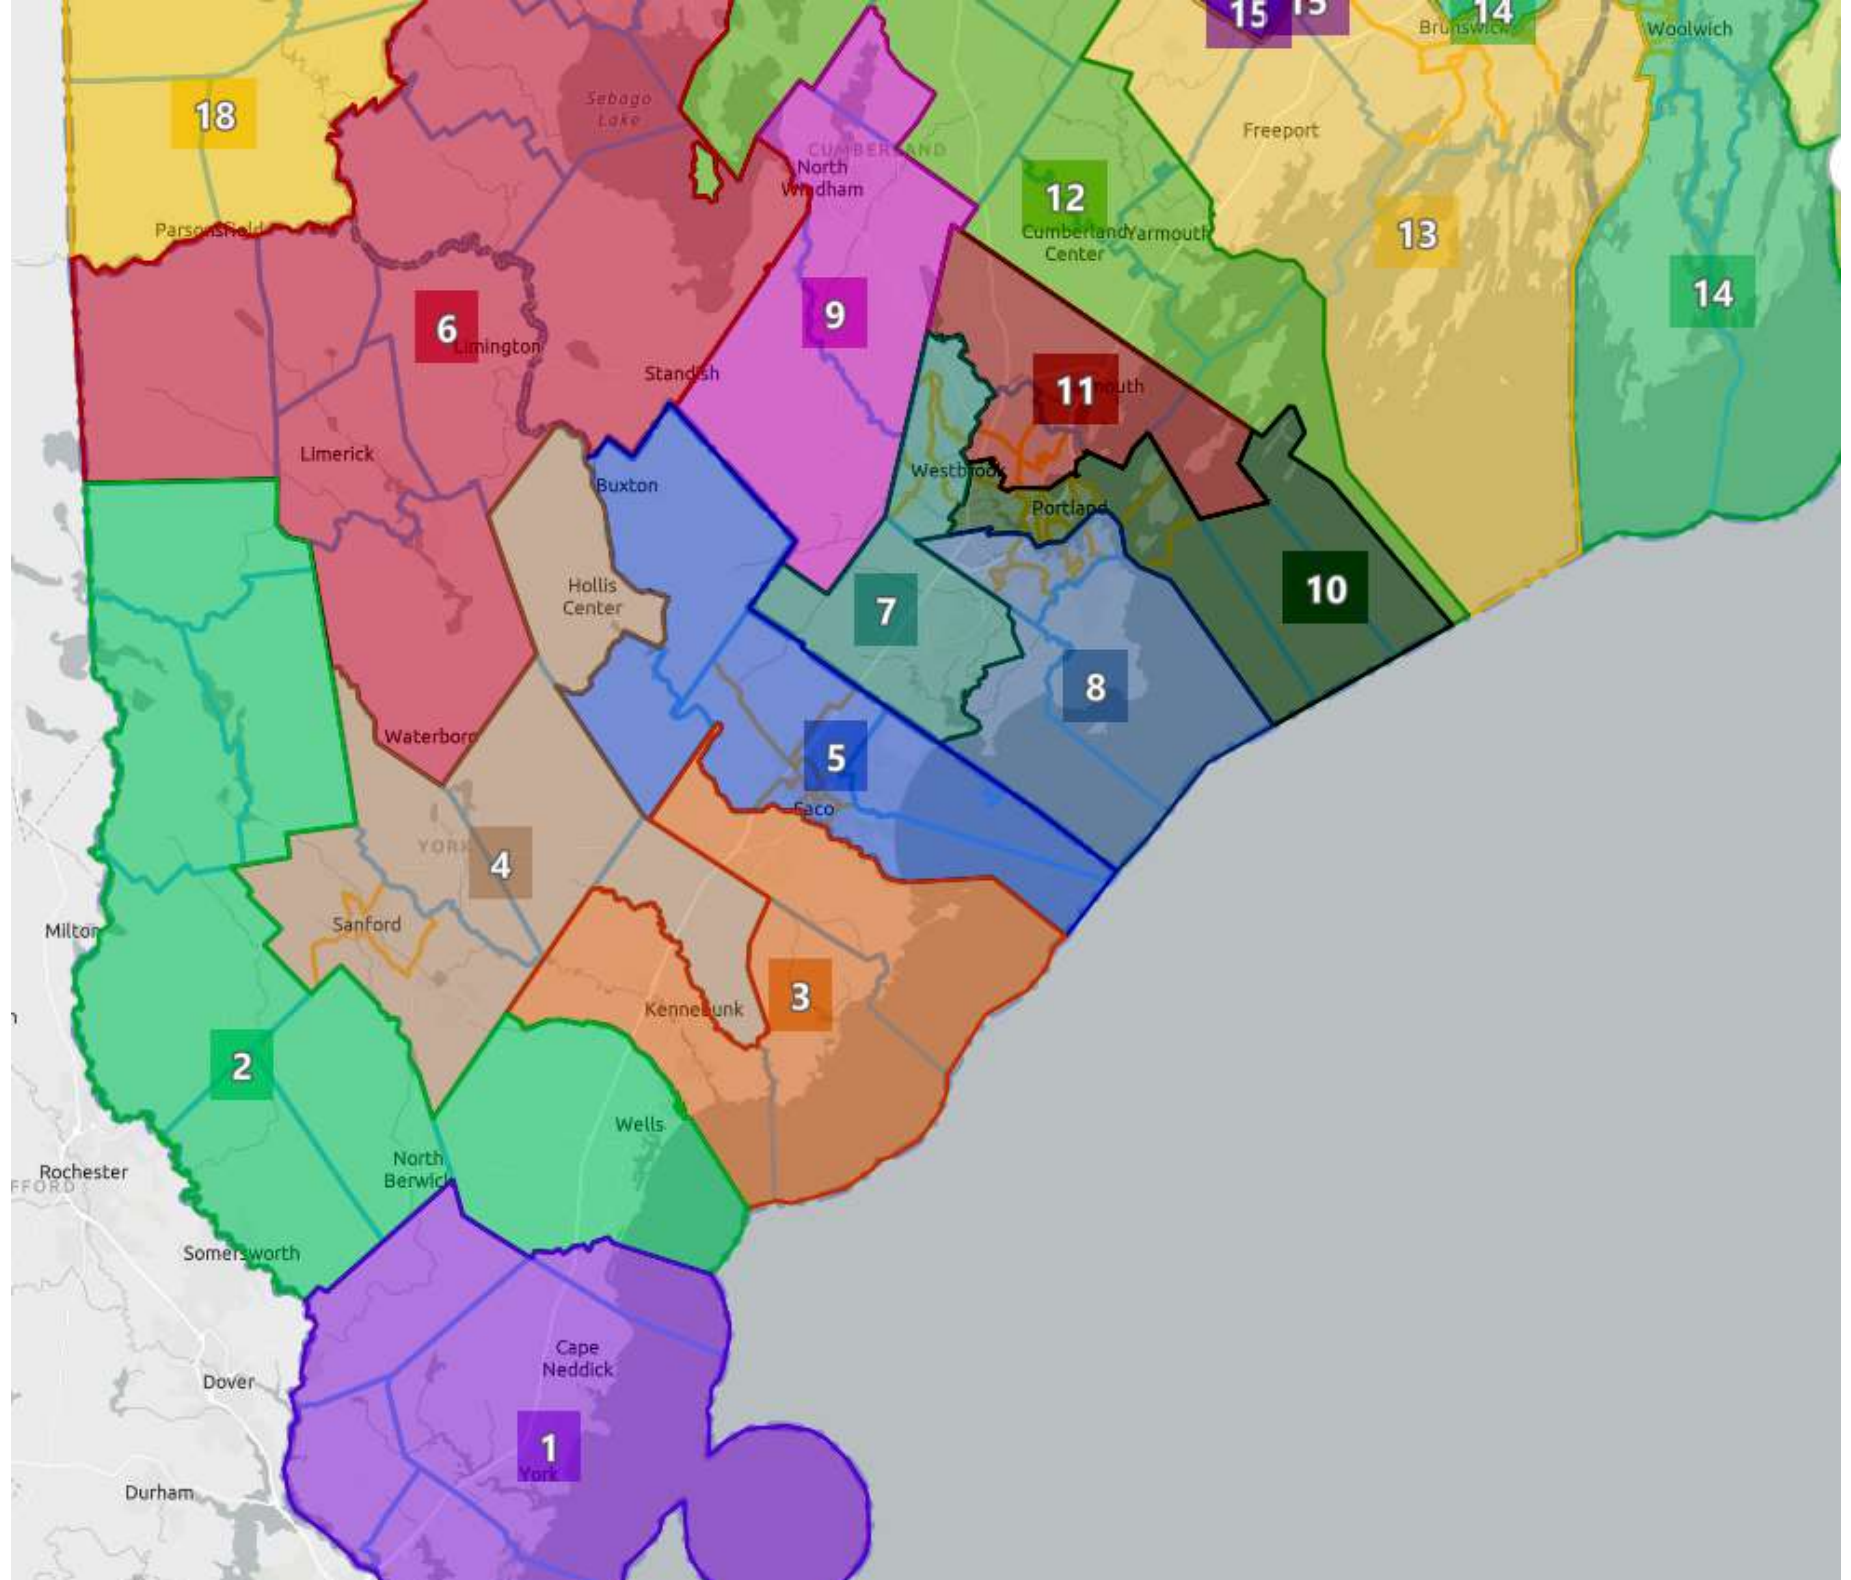 15
15
14
Brunswick
Woolwich
Sebago
Lake
18
Freeport
CUMBERLAND
North
Windham
12
Parsonsfield
Cumberland
Center
Yarmouth
13
14
9
6
Limington
Standish
11
Limerick
Westbrook
Buxton
Portland
Hollis
Center
10
7
8
Waterboro
5
Saco
YORK
4
Sanford
Milton
Kennebunk
3
2
Wells
North
Berwick
Rochester
FFORD
Somersworth
Cape
Neddick
Dover
1
York
Durham